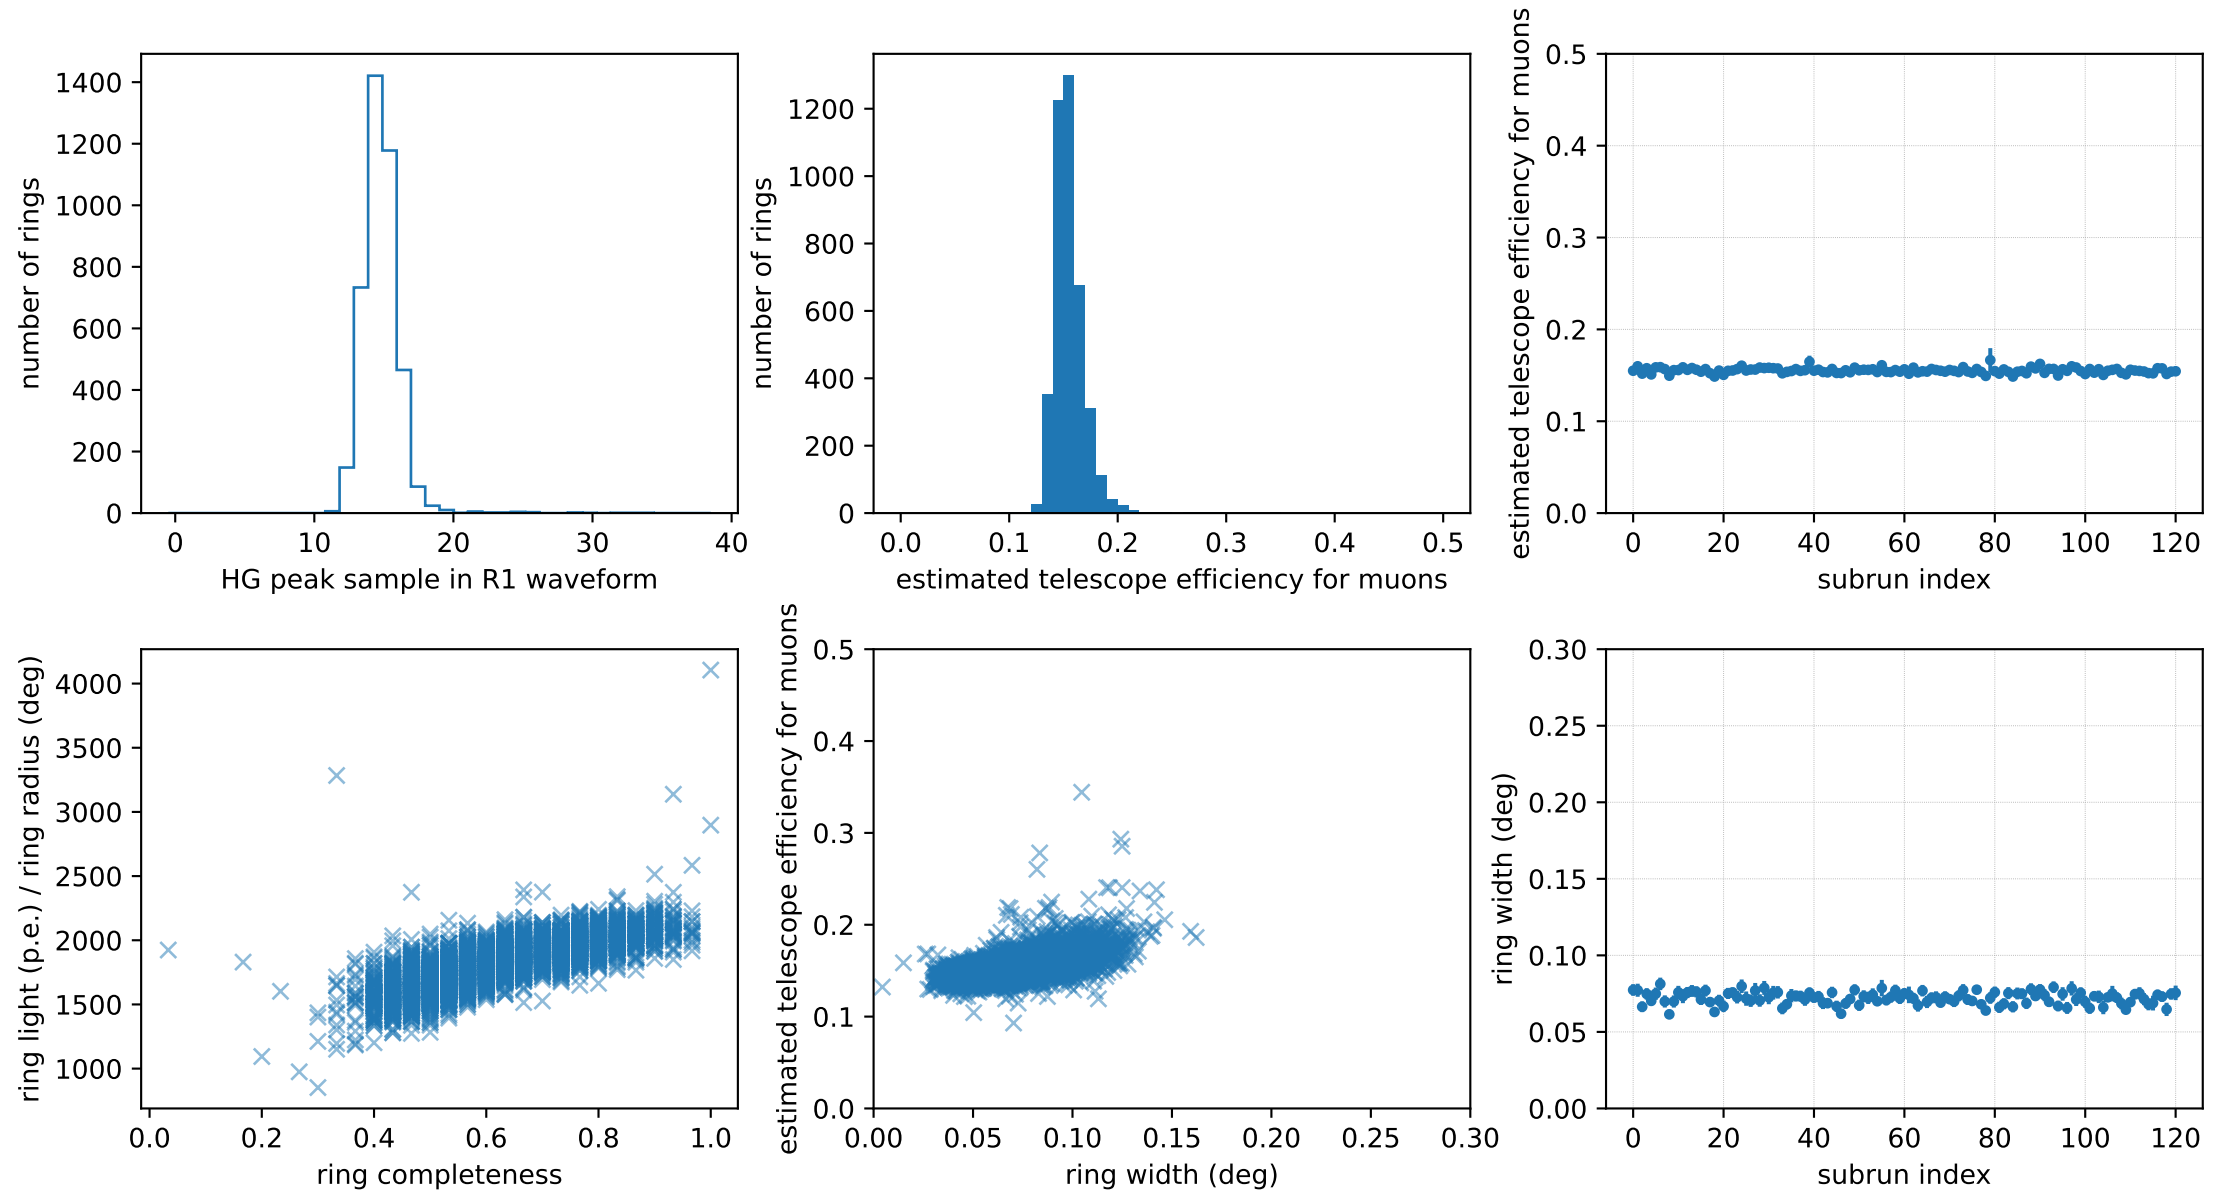 number of rings
1400
1200
1000
800
600
400
200
0
0 10 20 30 40
HG peak sample in R1 waveform
number of rings
1200
1000
800
600
400
200
0
0.0 0.1 0.2 0.3 0.4 0.5
estimated telescope efficiency for muons
estimated telescope efficiency for muons
0.5
0.4
0.3
0.2
0.1
0.0
0 20 40 60 80 100 120
subrun index
ring light (p.e.) / ring radius (deg)
4000
3500
3000
2500
2000
1500
1000
0.0 0.2 0.4 0.6 0.8 1.0
ring completeness
estimated telescope efficiency for muons
0.5
0.4
0.3
0.2
0.1
0.0
0.00 0.05 0.10 0.15 0.20 0.25 0.30
ring width (deg)
ring width (deg)
0.30
0.25
0.20
0.15
0.10
0.05
0.00
0 20 40 60 80 100 120
subrun index